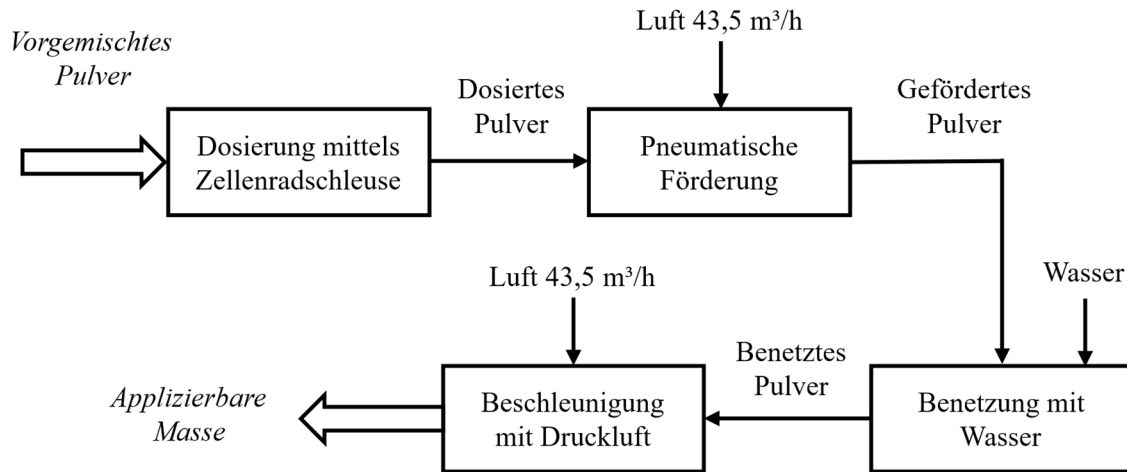 Vorgemischtes
Pulver
Dosierung mittels
Zellenradschleuse
Dosiertes
Pulver
Luft 43,5 m³/h
Pneumatische
Förderung
Gefördertes
Pulver
Wasser
Benetzung mit
Wasser
Benetztes
Pulver
Luft 43,5 m³/h
Beschleunigung
mit Druckluft
Applizierbare
Masse